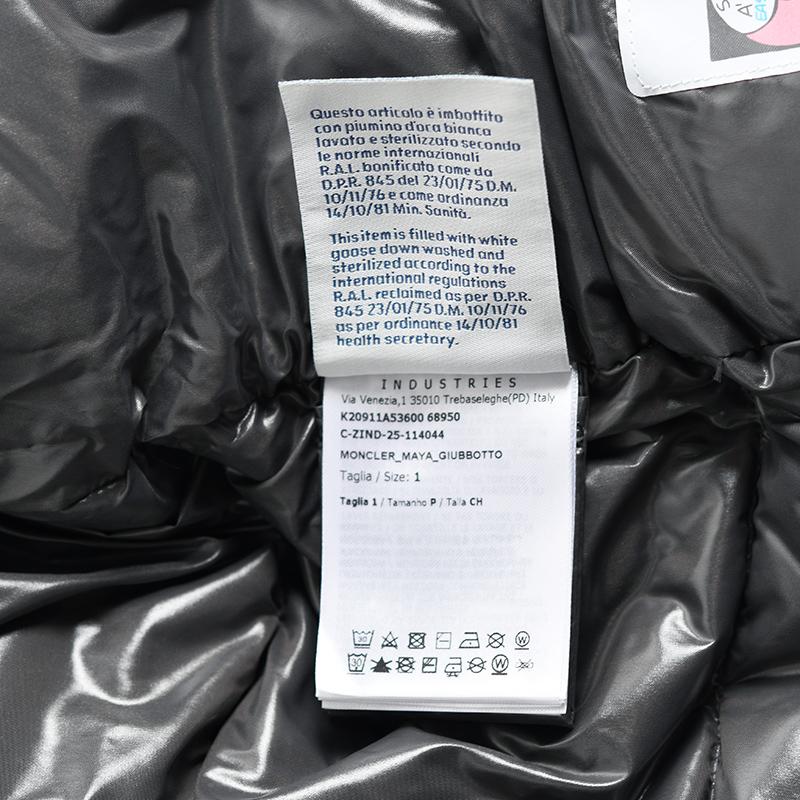 Questo articolo è imbottito
con piumino d'oca bianca
lavato e sterilizzato secondo
le norme internazionali
R.A.L. bonificato come da
D.P.R. 845 del 23/01/75 D.M.
10/11/76 e come ordinanza
14/10/81 Min. Sanità.
This item is filled with white
goose down washed and
sterilized according to the
international regulations
R.A.L. reclaimed as per D.P.R.
845 23/01/75 D.M. 10/11/76
as per ordinance 14/10/81
health secretary.
INDUSTRIES
Via Venezia,1 35010 Trebaseleghe(PD) Italy
K20911A53600 68950
C-ZIND-25-114044
MONCLER_MAYA_GIUBBOTTO
Taglia / Size: 1
Taglia 1 / Tamanho P / Talla CH
30 W
30 W